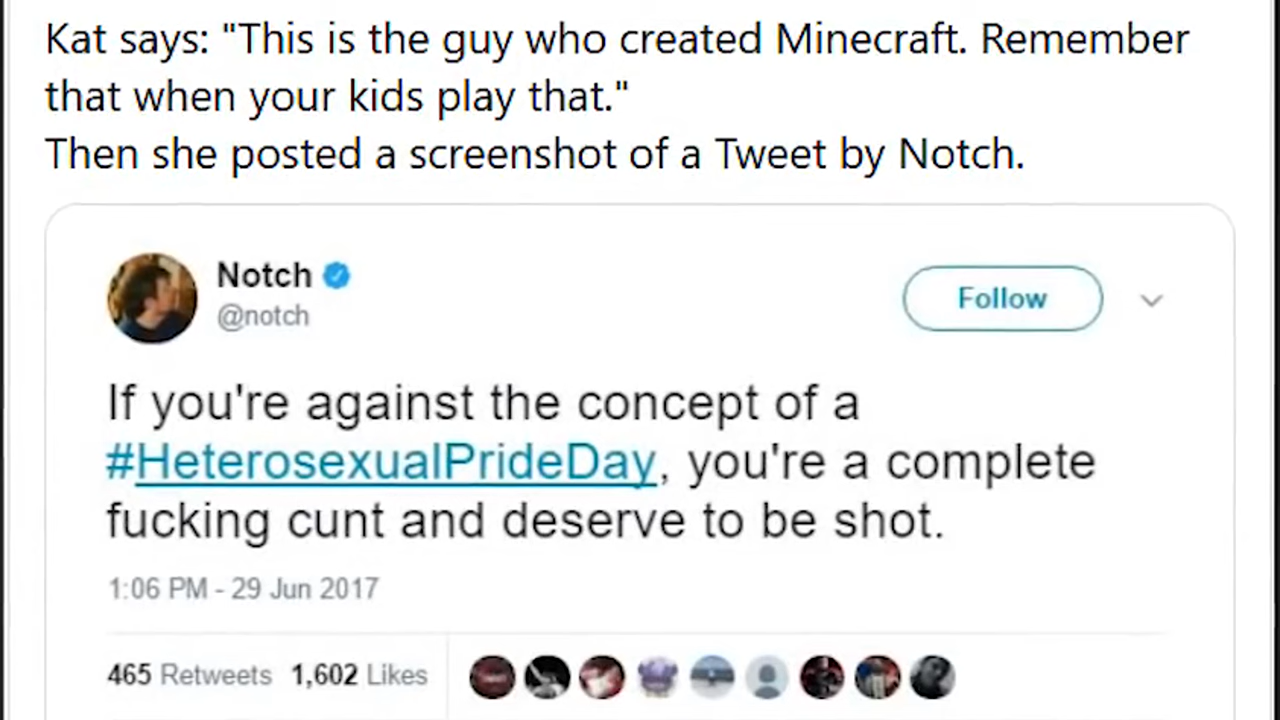 Kat says: "This is the guy who created Minecraft. Remember
that when your kids play that."
Then she posted a screenshot of a Tweet by Notch.
Notch
@notch
Follow
If you're against the concept of a
#HeterosexualPrideDay, you're a complete
fucking cunt and deserve to be shot.
1:06 PM - 29 Jun 2017
465 Retweets 1,602 Likes